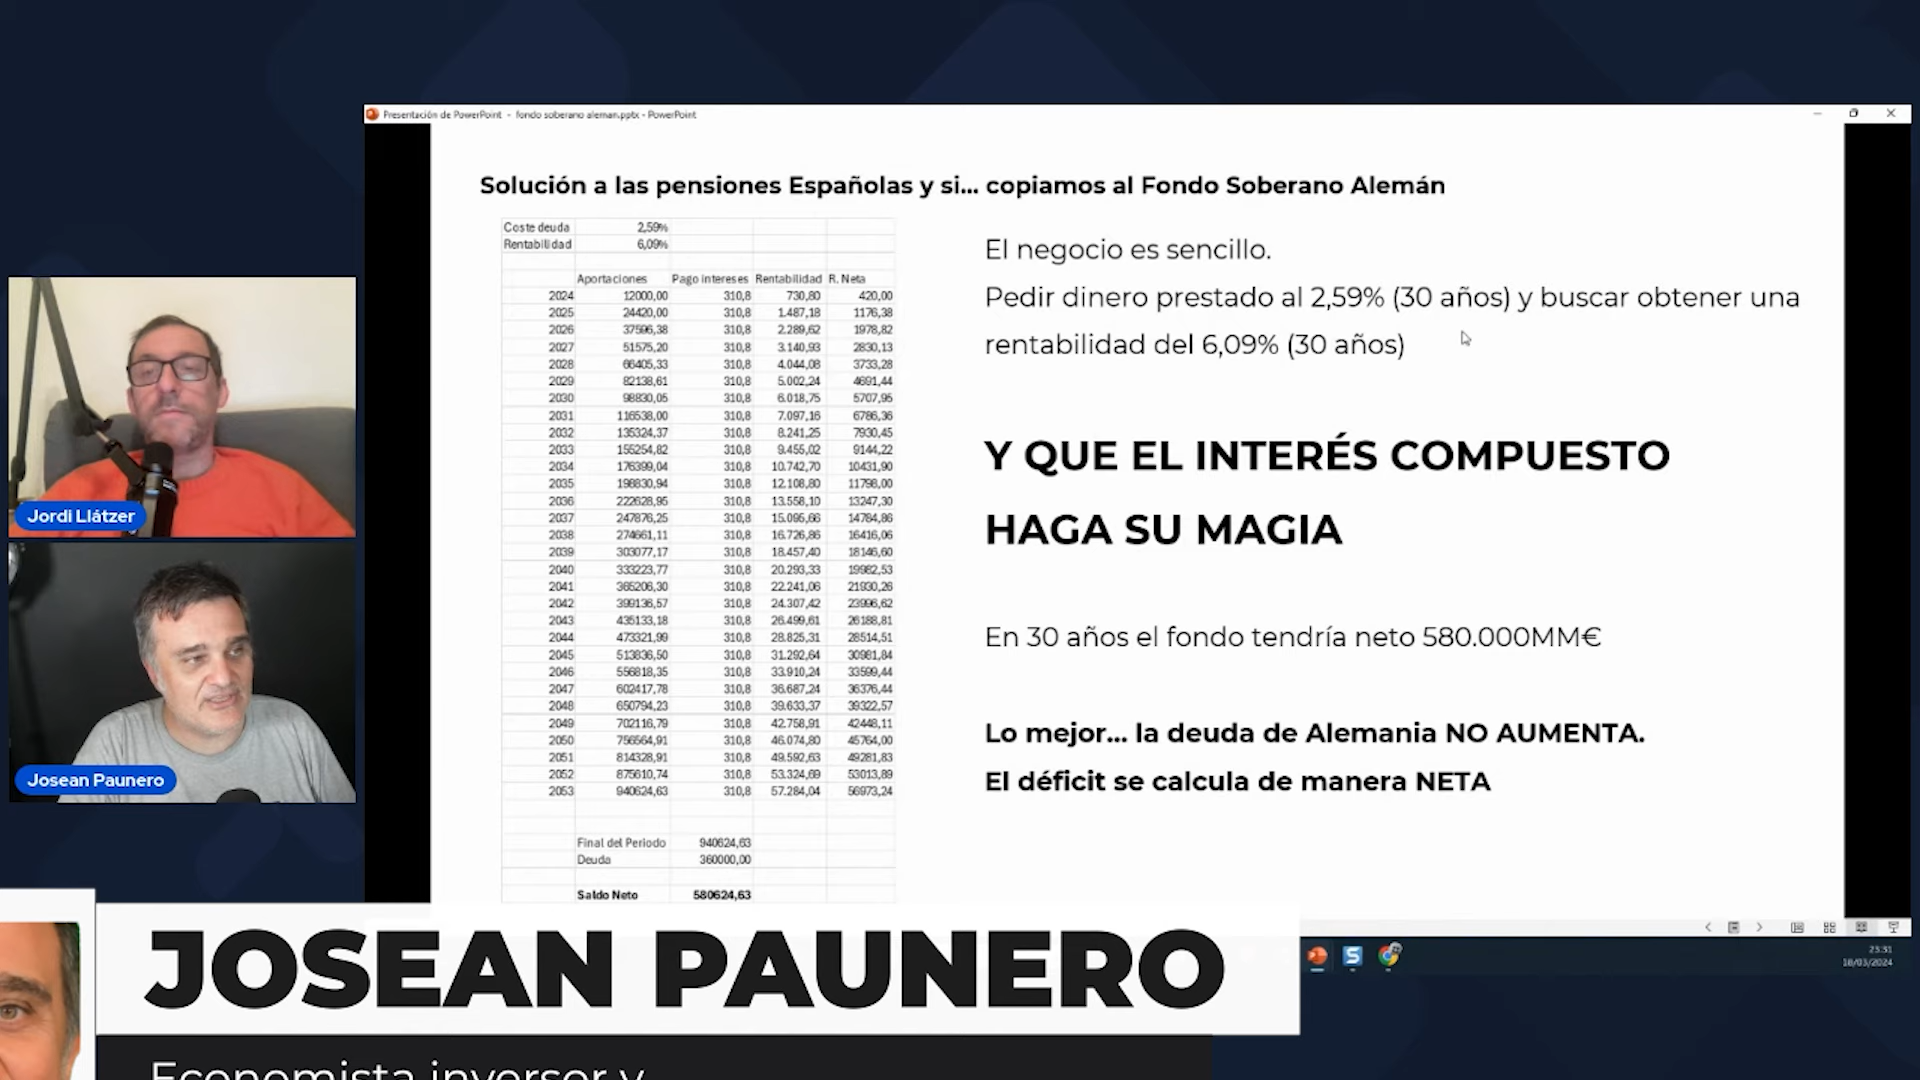 Presentación de PowerPoint - fondo soberano aleman.pptx - PowerPoint
Solución a las pensiones Españolas y si... copiamos al Fondo Soberano Alemán
Coste deuda 2,59%
Rentabilidad 6,09%
Aportaciones Pago intereses Rentabilidad R. Neta
2024 12000,00 310,8 730,80 420,00
2025 24420,00 310,8 1.487,18 1176,38
2026 37596,38 310,8 2.289,62 1978,82
2027 51575,20 310,8 3.140,93 2830,13
2028 66405,33 310,8 4.044,08 3733,28
2029 82138,61 310,8 5.002,24 4691,44
2030 98830,05 310,8 6.018,75 5707,95
2031 116538,00 310,8 7.097,16 6786,36
2032 135324,37 310,8 8.241,25 7930,45
2033 155254,82 310,8 9.455,02 9144,22
2034 176399,04 310,8 10.742,70 10431,90
2035 198830,94 310,8 12.108,80 11798,00
2036 222628,95 310,8 13.558,10 13247,30
2037 247876,25 310,8 15.095,66 14784,86
2038 274661,11 310,8 16.726,86 16416,06
2039 303077,17 310,8 18.457,40 18146,60
2040 333223,77 310,8 20.293,33 19982,53
2041 365206,30 310,8 22.241,06 21930,26
2042 399136,57 310,8 24.307,42 23996,62
2043 435133,18 310,8 26.499,61 26188,81
2044 473321,99 310,8 28.825,31 28514,51
2045 513836,50 310,8 31.292,64 30981,84
2046 556818,35 310,8 33.910,24 33599,44
2047 602417,78 310,8 36.687,24 36376,44
2048 650794,23 310,8 39.633,37 39322,57
2049 702116,79 310,8 42.758,91 42448,11
2050 756564,91 310,8 46.074,80 45764,00
2051 814328,91 310,8 49.592,63 49281,83
2052 875610,74 310,8 53.324,69 53013,89
2053 940624,63 310,8 57.284,04 56973,24
Final del Periodo 940624,63
Deuda 360000,00
Saldo Neto 580624,63
El negocio es sencillo.
Pedir dinero prestado al 2,59% (30 años) y buscar obtener una
rentabilidad del 6,09% (30 años)
Y QUE EL INTERÉS COMPUESTO
HAGA SU MAGIA
En 30 años el fondo tendría neto 580.000MM€
Lo mejor... la deuda de Alemania NO AUMENTA.
El déficit se calcula de manera NETA
Jordi Llátzer
Josean Paunero
23:31
18/03/2024
JOSEAN PAUNERO
Economista inversor y